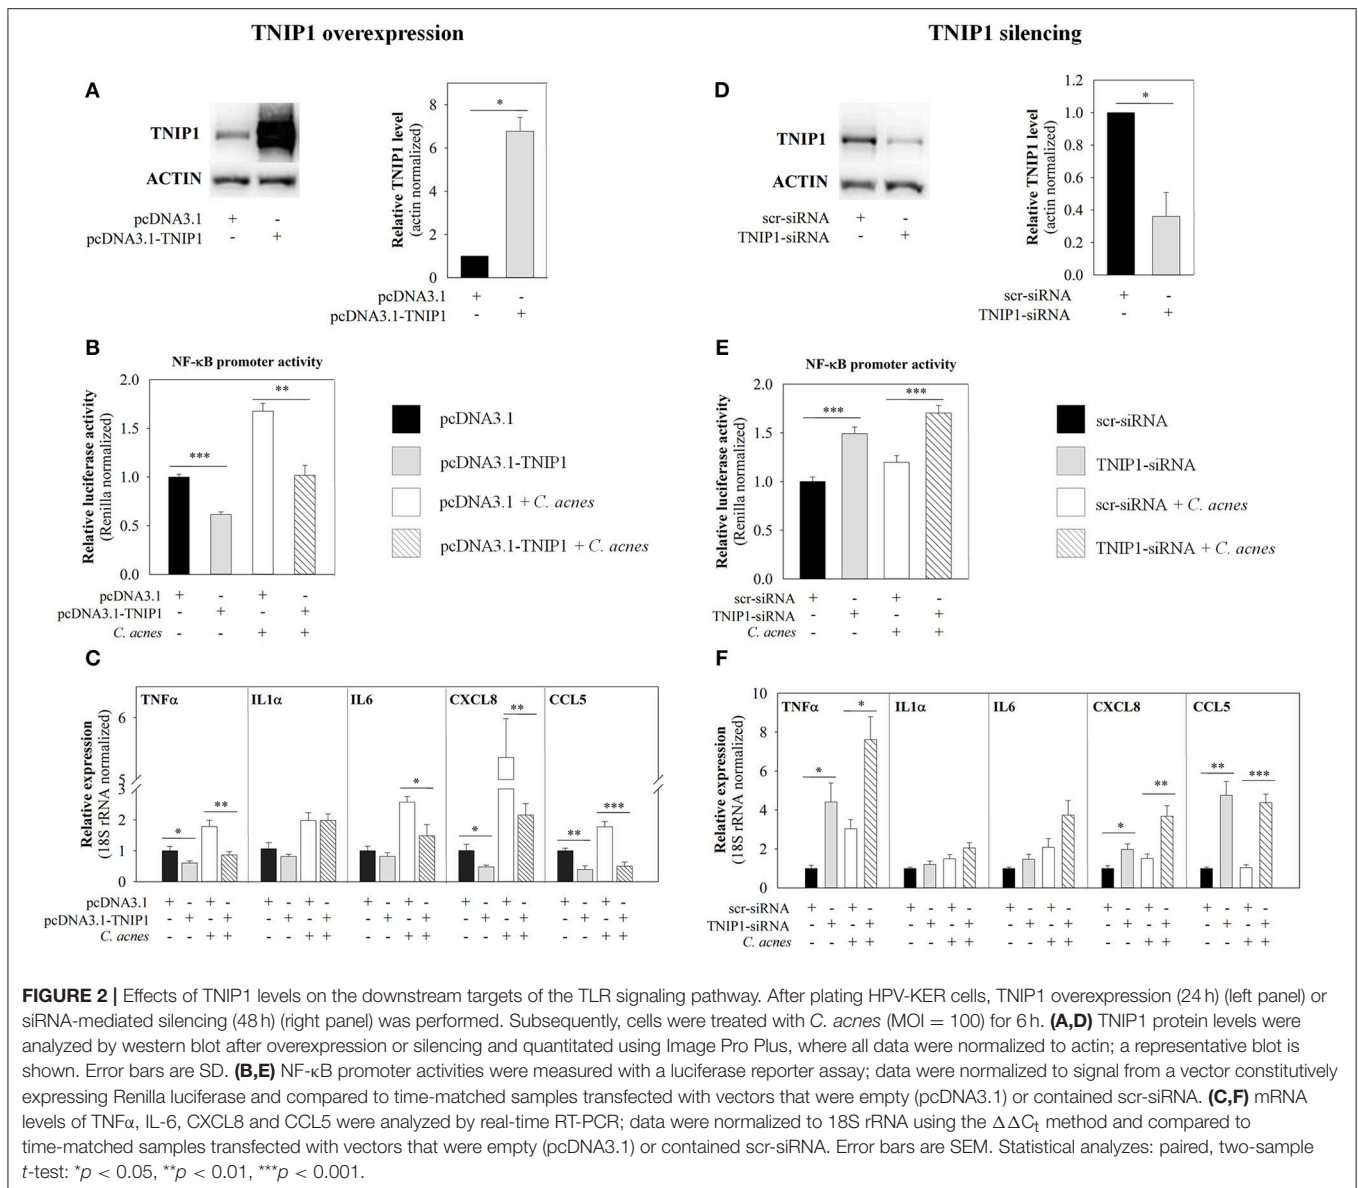 TNIP1 overexpression
TNIP1 silencing
A
TNIP1
ACTIN
pcDNA3.1 + -
pcDNA3.1-TNIP1 - +
Relative TNIP1 level
(actin normalized)
8
6
4
2
0
*
pcDNA3.1 + -
pcDNA3.1-TNIP1 - +
D
TNIP1
ACTIN
scr-siRNA + -
TNIP1-siRNA - +
Relative TNIP1 level
(actin normalized)
1.2
1.0
0.8
0.6
0.4
0.2
0.0
*
scr-siRNA + -
TNIP1-siRNA - +
B
NF-κB promoter activity
Relative luciferase activity
(Renilla normalized)
2.0
1.5
1.0
0.5
0.0
*** **
pcDNA3.1 + - + -
pcDNA3.1-TNIP1 - + - +
C. acnes - - + +
pcDNA3.1
pcDNA3.1-TNIP1
pcDNA3.1 + C. acnes
pcDNA3.1-TNIP1 + C. acnes
E
NF-κB promoter activity
Relative luciferase activity
(Renilla normalized)
2.0
1.5
1.0
0.5
0.0
*** ***
scr-siRNA + - + -
TNIP1-siRNA - + - +
C. acnes - - + +
scr-siRNA
TNIP1-siRNA
scr-siRNA + C. acnes
TNIP1-siRNA + C. acnes
C
Relative expression
(18S rRNA normalized)
6
5
3
2
1
0
TNFα IL1α IL6 CXCL8 CCL5
* ** * * ** ** ***
pcDNA3.1 + - + - + - + - + - + - + - + - + - + -
pcDNA3.1-TNIP1 - + - + - + - + - + - + - + - + - + - +
C. acnes - - + + - - + + - - + + - - + + - - + +
F
Relative expression
(18S rRNA normalized)
10
8
6
4
2
0
TNFα IL1α IL6 CXCL8 CCL5
* * * ** ** ***
scr-siRNA + - + - + - + - + - + - + - + - + - + -
TNIP1-siRNA - + - + - + - + - + - + - + - + - + - +
C. acnes - - + + - - + + - - + + - - + + - - + +
FIGURE 2 | Effects of TNIP1 levels on the downstream targets of the TLR signaling pathway. After plating HPV-KER cells, TNIP1 overexpression (24 h) (left panel) or
siRNA-mediated silencing (48 h) (right panel) was performed. Subsequently, cells were treated with C. acnes (MOI = 100) for 6 h. (A,D) TNIP1 protein levels were
analyzed by western blot after overexpression or silencing and quantitated using Image Pro Plus, where all data were normalized to actin; a representative blot is
shown. Error bars are SD. (B,E) NF-κB promoter activities were measured with a luciferase reporter assay; data were normalized to signal from a vector constitutively
expressing Renilla luciferase and compared to time-matched samples transfected with vectors that were empty (pcDNA3.1) or contained scr-siRNA. (C,F) mRNA
levels of TNFα, IL-6, CXCL8 and CCL5 were analyzed by real-time RT-PCR; data were normalized to 18S rRNA using the ΔΔCt method and compared to
time-matched samples transfected with vectors that were empty (pcDNA3.1) or contained scr-siRNA. Error bars are SEM. Statistical analyzes: paired, two-sample
t-test: *p < 0.05, **p < 0.01, ***p < 0.001.